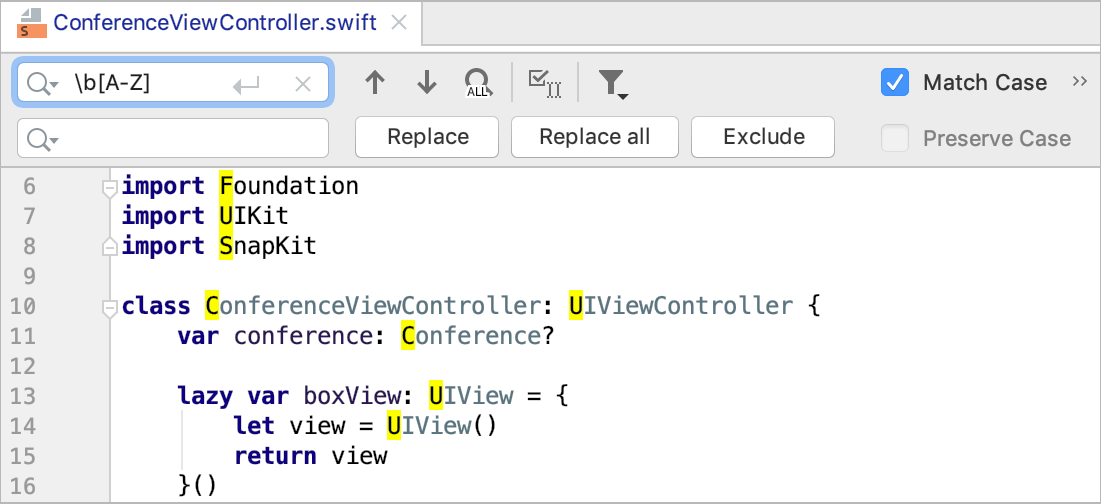 ConferenceViewController.swift
\b[A-Z] ALL Match Case
Replace Replace all Exclude Preserve Case
6 import Foundation
7 import UIKit
8 import SnapKit
9
10 class ConferenceViewController: UIViewController {
11     var conference: Conference?
12
13     lazy var boxView: UIView = {
14         let view = UIView()
15         return view
16     }()